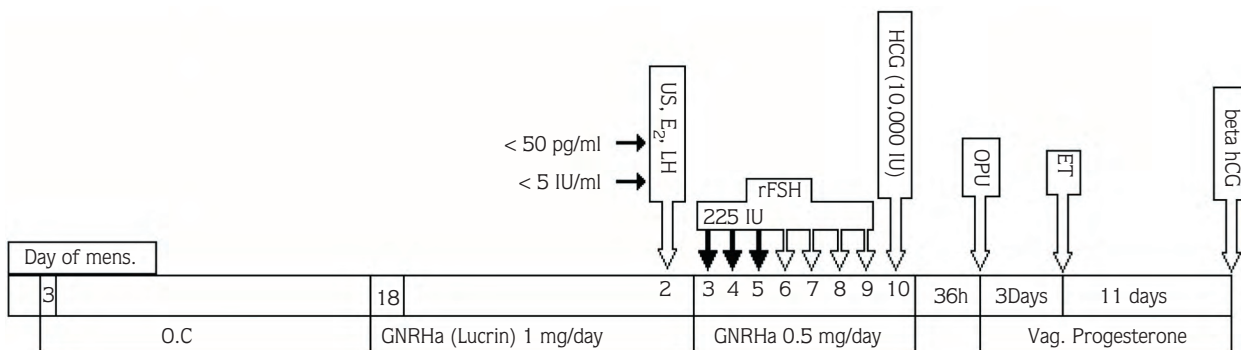 US, E2, LH
HCG (10,000 IU)
beta hCG
OPU
ET
< 50 pg/ml
< 5 IU/ml
rFSH
225 IU
Day of mens.
3
18
2
3 4 5 6 7 8 9 10
36h
3Days
11 days
O.C
GNRHa (Lucrin) 1 mg/day
GNRHa 0.5 mg/day
Vag. Progesterone